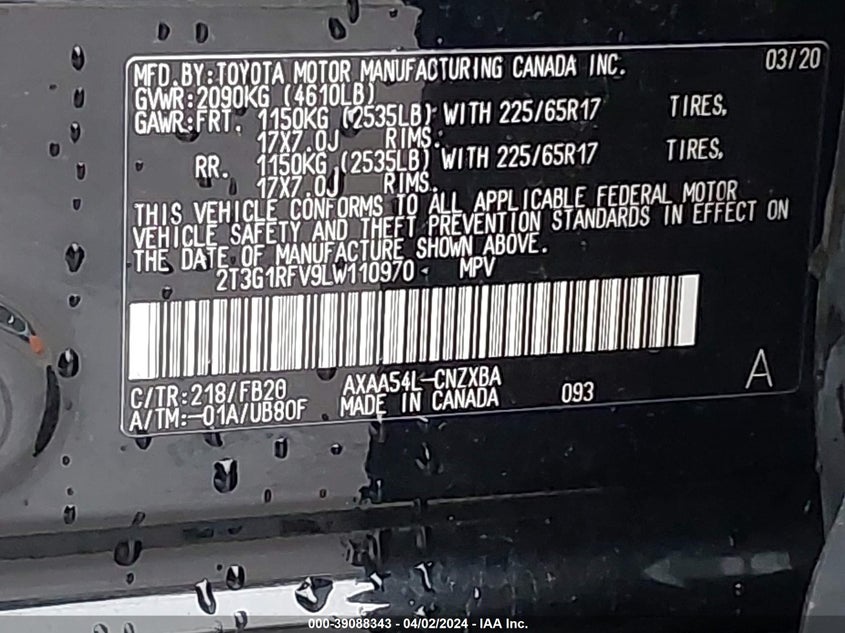 03/20
MFD.BY:TOYOTA MOTOR MANUFACTURING CANADA INC.
GVWR:2090KG (4610LB)
GAWR:FRT. 1150KG (2535LB) WITH 225/65R17 TIRES,
17X7.0J RIMS.
RR. 1150KG (2535LB) WITH 225/65R17 TIRES,
17X7.0J RIMS.
THIS VEHICLE CONFORMS TO ALL APPLICABLE FEDERAL MOTOR
VEHICLE SAFETY AND THEFT PREVENTION STANDARDS IN EFFECT ON
THE DATE OF MANUFACTURE SHOWN ABOVE.
2T3G1RFV9LW110970 MPV
C/TR:218/FB20 AXAA54L-CNZXBA
A/TM:-01A/UB80F MADE IN CANADA 093
A
000-39088343 - 04/02/2024 - IAA Inc.